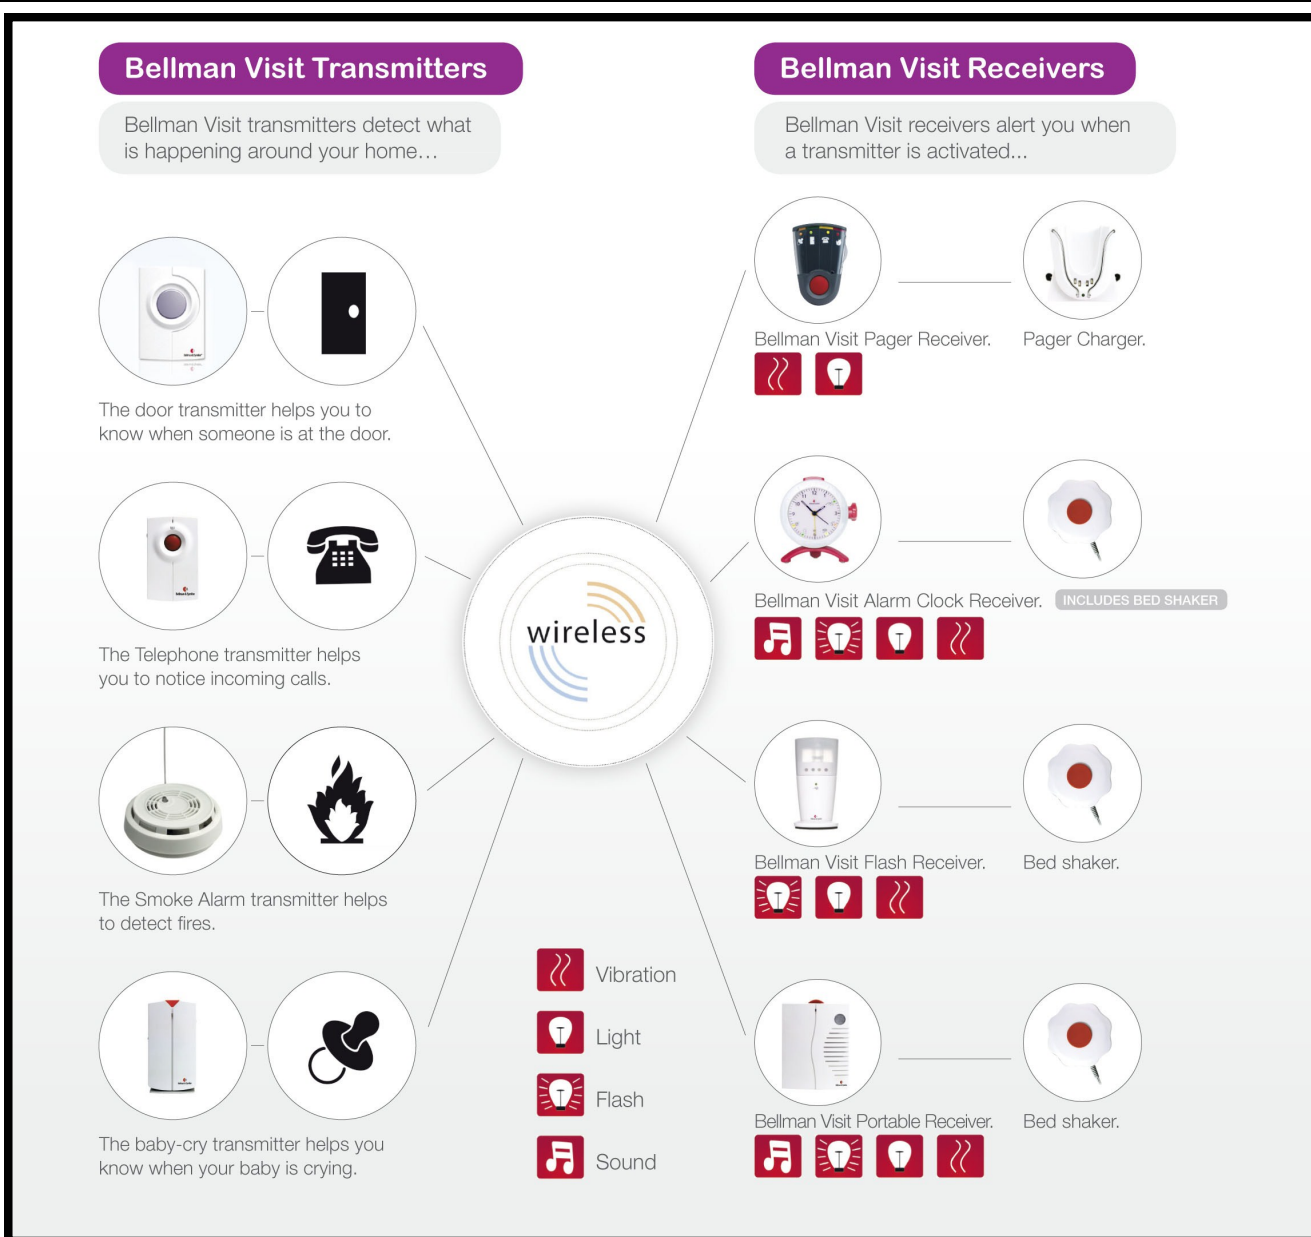 Bellman Visit Transmitters
Bellman Visit transmitters detect what
is happening around your home…
The door transmitter helps you to
know when someone is at the door.
The Telephone transmitter helps
you to notice incoming calls.
The Smoke Alarm transmitter helps
to detect fires.
The baby-cry transmitter helps you
know when your baby is crying.
wireless
Vibration
Light
Flash
Sound
Bellman Visit Receivers
Bellman Visit receivers alert you when
a transmitter is activated...
Bellman Visit Pager Receiver.
Pager Charger.
Bellman Visit Alarm Clock Receiver.
INCLUDES BED SHAKER
Bellman Visit Flash Receiver.
Bed shaker.
Bellman Visit Portable Receiver.
Bed shaker.